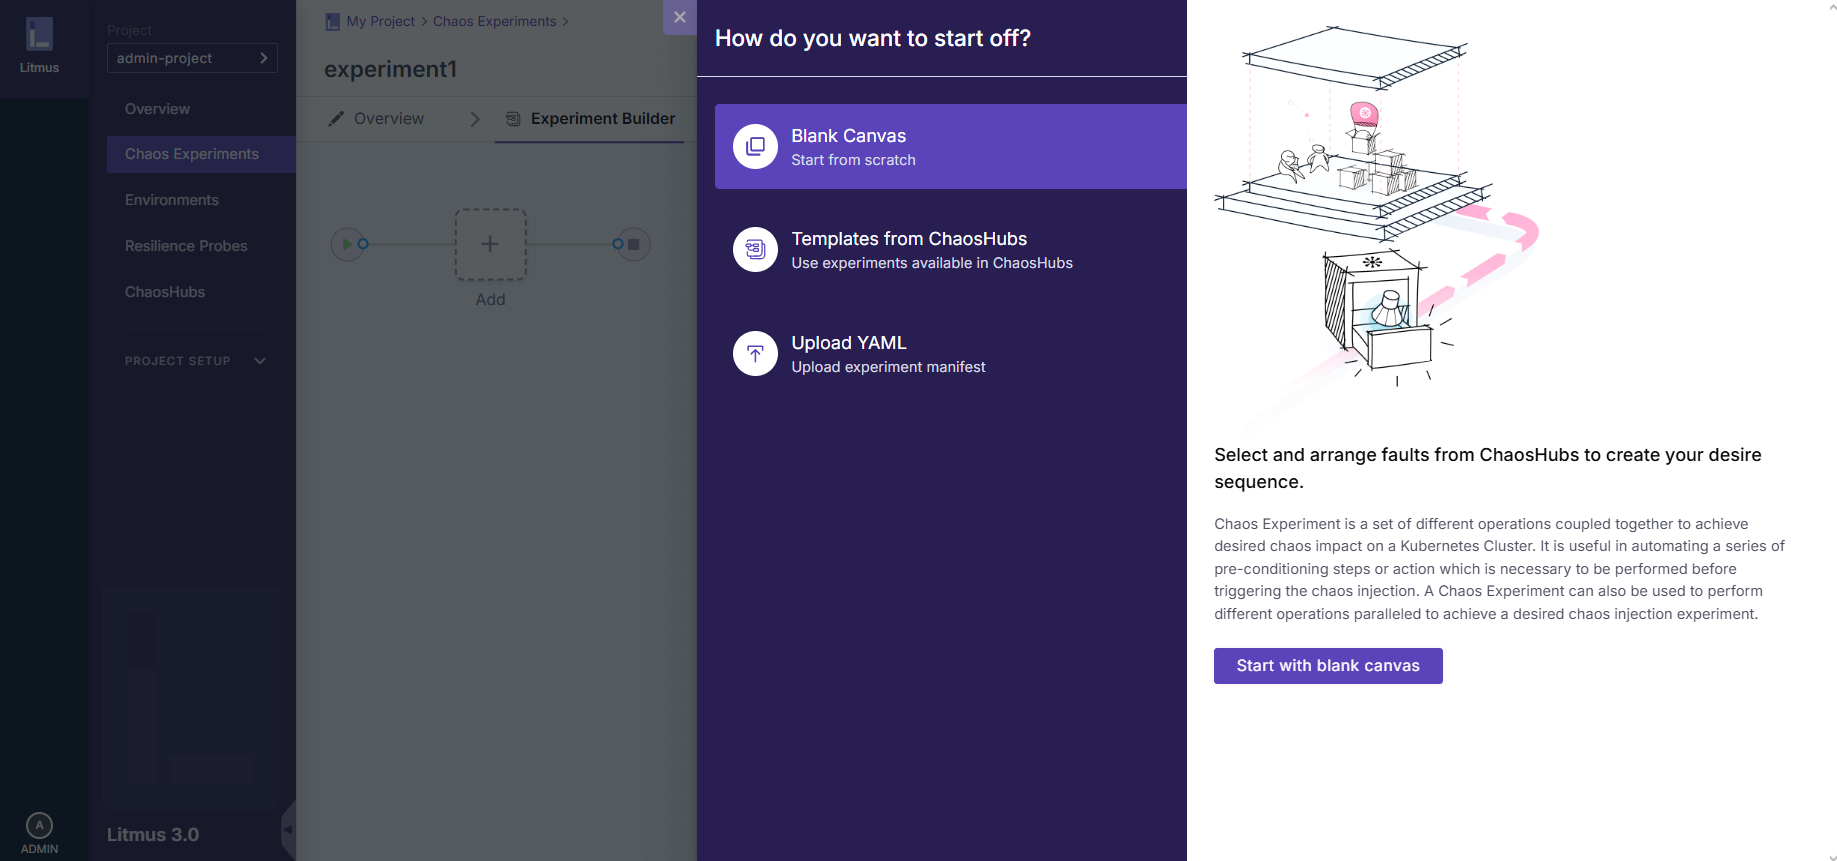 Litmus
Project
admin-project
Overview
Chaos Experiments
Environments
Resilience Probes
ChaosHubs
PROJECT SETUP
Litmus 3.0
A
ADMIN
My Project > Chaos Experiments >
experiment1
Overview
Experiment Builder
Add
How do you want to start off?
Blank Canvas
Start from scratch
Templates from ChaosHubs
Use experiments available in ChaosHubs
Upload YAML
Upload experiment manifest
Select and arrange faults from ChaosHubs to create your desire
sequence.
Chaos Experiment is a set of different operations coupled together to achieve
desired chaos impact on a Kubernetes Cluster. It is useful in automating a series of
pre-conditioning steps or action which is necessary to be performed before
triggering the chaos injection. A Chaos Experiment can also be used to perform
different operations paralleled to achieve a desired chaos injection experiment.
Start with blank canvas